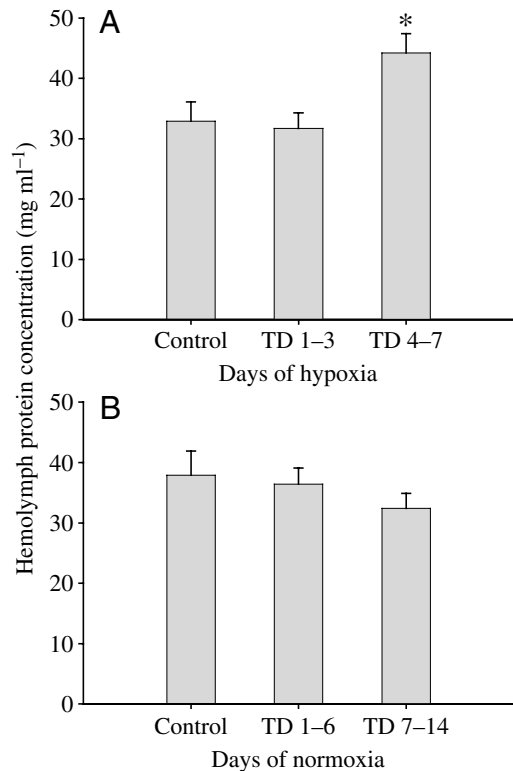 Hemolymph protein concentration (mg ml⁻¹)
A
50
40
30
20
10
0
*
Control TD 1–3 TD 4–7
Days of hypoxia
B
50
40
30
20
10
0
Control TD 1–6 TD 7–14
Days of normoxia